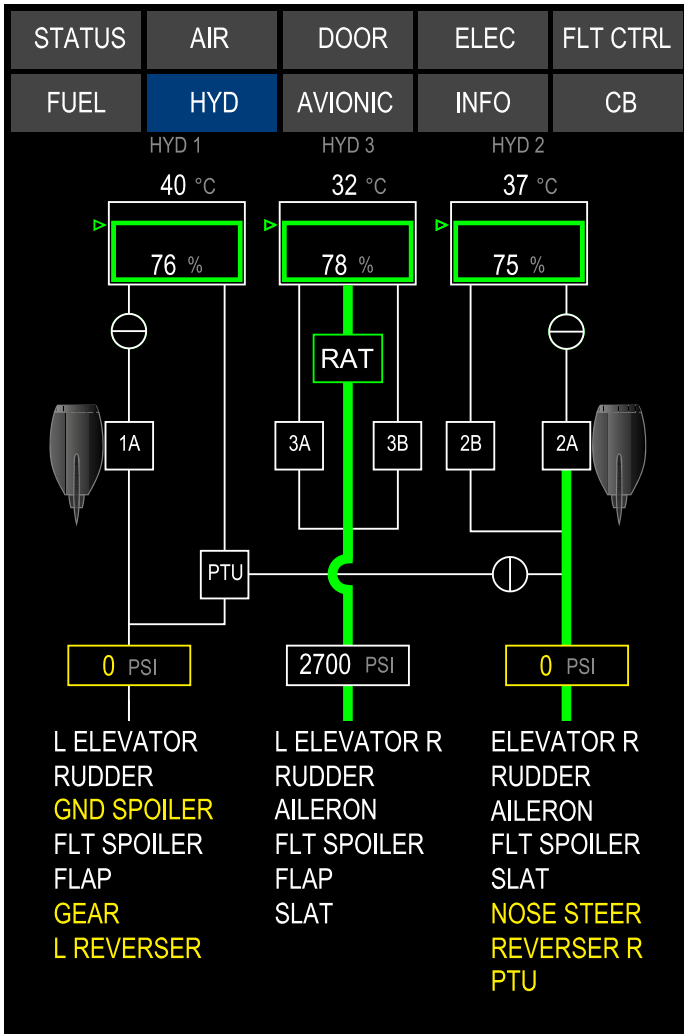 STATUS AIR DOOR ELEC FLT CTRL
FUEL HYD AVIONIC INFO CB
HYD 1 HYD 3 HYD 2
40 °C 32 °C 37 °C
76 % 78 % 75 %
RAT
1A 3A 3B 2B 2A
PTU
0 PSI 2700 PSI 0 PSI
L ELEVATOR L ELEVATOR R ELEVATOR R
RUDDER RUDDER RUDDER
GND SPOILER AILERON AILERON
FLT SPOILER FLT SPOILER FLT SPOILER
FLAP FLAP SLAT
GEAR SLAT NOSE STEER
L REVERSER REVERSER R
PTU